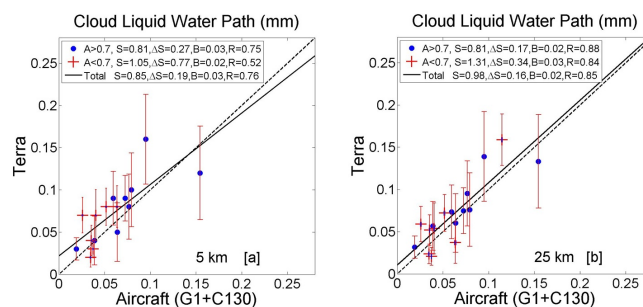 Cloud Liquid Water Path (mm)
A>0.7, S=0.81,ΔS=0.27,B=0.03,R=0.75
A<0.7, S=1.05,ΔS=0.77,B=0.02,R=0.52
Total S=0.85,ΔS=0.19,B=0.03,R=0.76
0.25
0.2
0.15
0.1
0.05
0
Terra
5 km [a]
0 0.05 0.1 0.15 0.2 0.25
Aircraft (G1+C130)
Cloud Liquid Water Path (mm)
A>0.7, S=0.81,ΔS=0.17,B=0.02,R=0.88
A<0.7, S=1.31,ΔS=0.34,B=0.03,R=0.84
Total S=0.98,ΔS=0.16,B=0.02,R=0.85
0.25
0.2
0.15
0.1
0.05
0
Terra
25 km [b]
0 0.05 0.1 0.15 0.2 0.25
Aircraft (G1+C130)